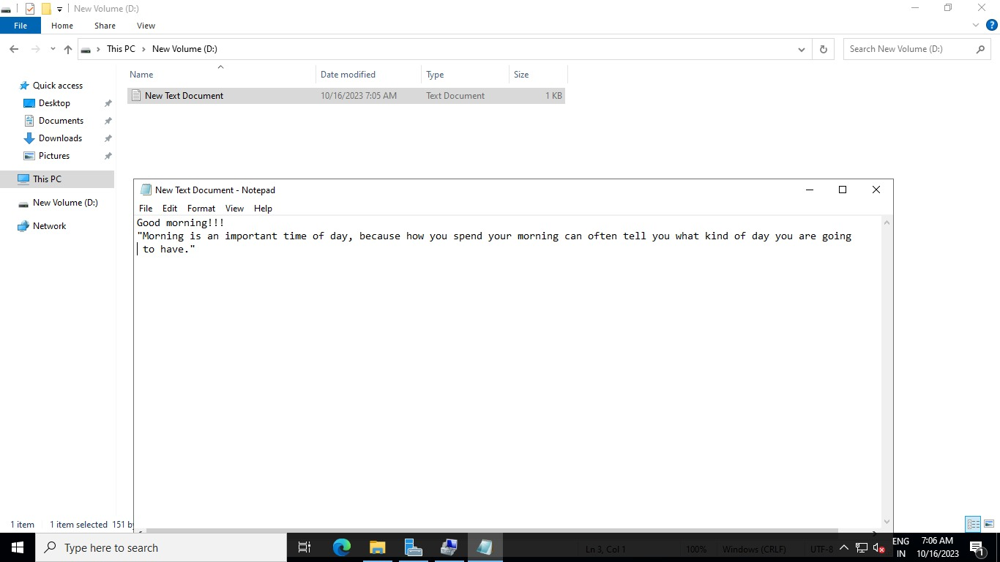 New Volume (D:)
File Home Share View
This PC New Volume (D:) Search New Volume (D:)
Name Date modified Type Size
New Text Document 10/16/2023 7:05 AM Text Document 1 KB
Quick access
Desktop
Documents
Downloads
Pictures
This PC
New Volume (D:)
Network
New Text Document - Notepad
File Edit Format View Help
Good morning!!!
"Morning is an important time of day, because how you spend your morning can often tell you what kind of day you are going
to have."
1 item 1 item selected 151
Type here to search
Ln 3, Col 1 100% Windows (CRLF) UTF-8
ENG
IN
7:06 AM
10/16/2023
1